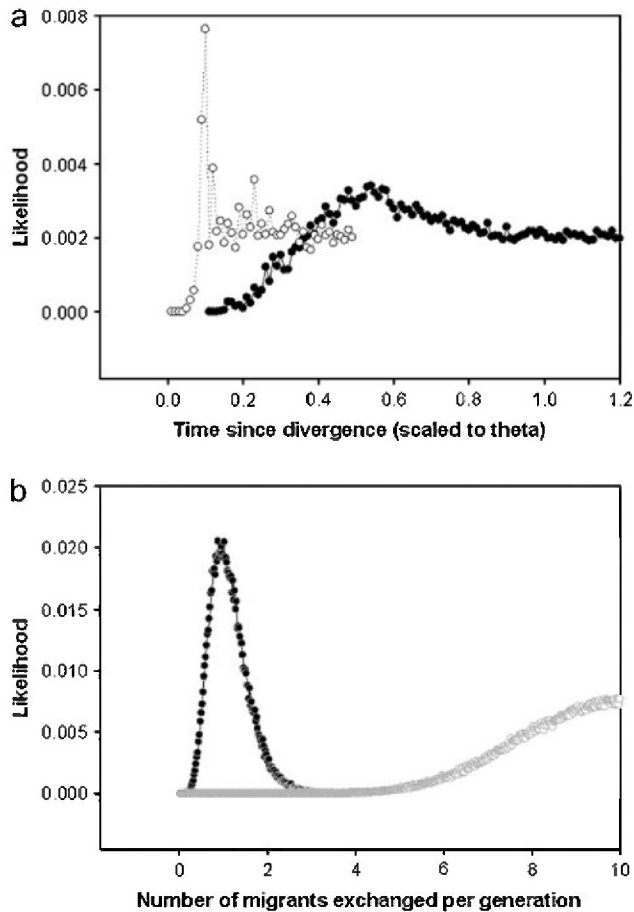 a
0.008
0.006
0.004
0.002
0.000
Likelihood
0.0 0.2 0.4 0.6 0.8 1.0 1.2
Time since divergence (scaled to theta)
b
0.025
0.020
0.015
0.010
0.005
0.000
Likelihood
0 2 4 6 8 10
Number of migrants exchanged per generation